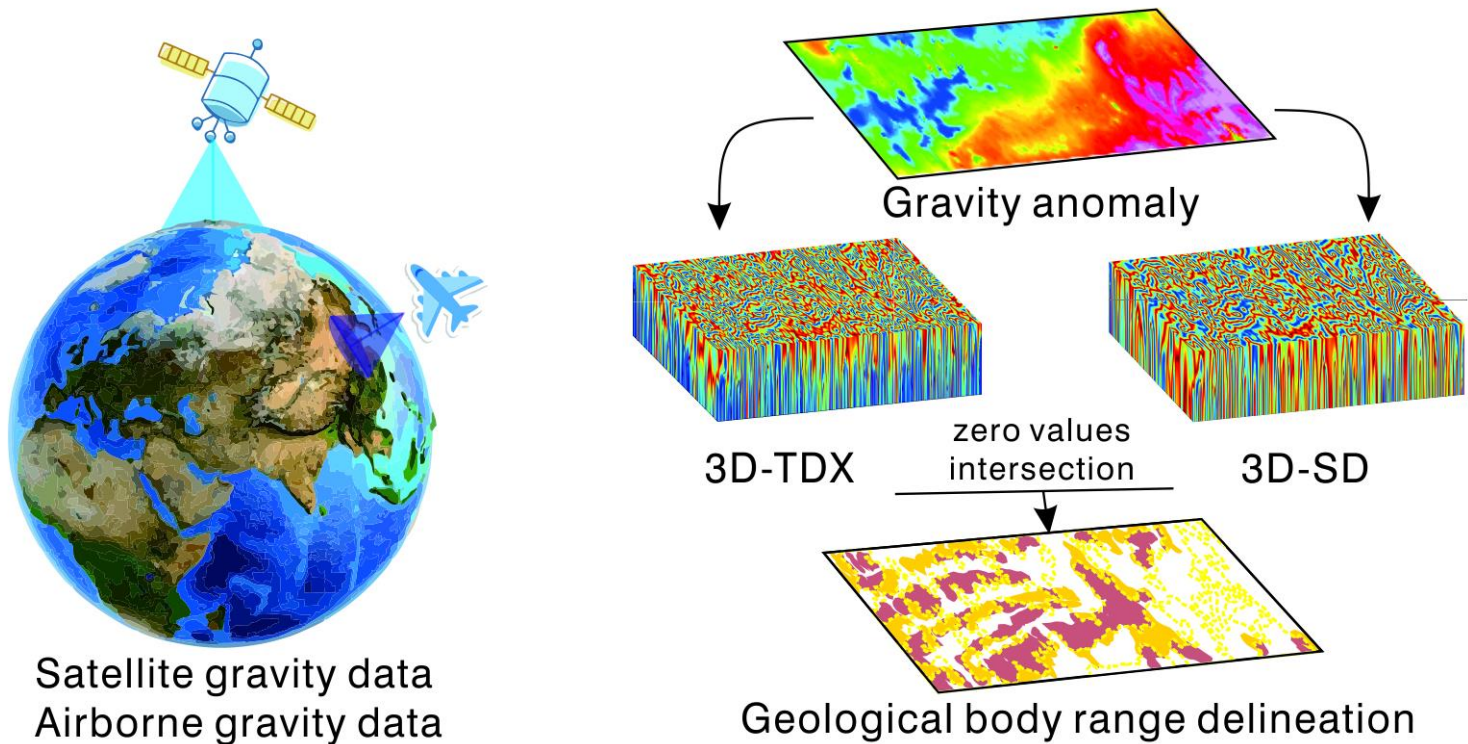 Satellite gravity data
Airborne gravity data
Gravity anomaly
3D-TDX
zero values
intersection
3D-SD
Geological body range delineation